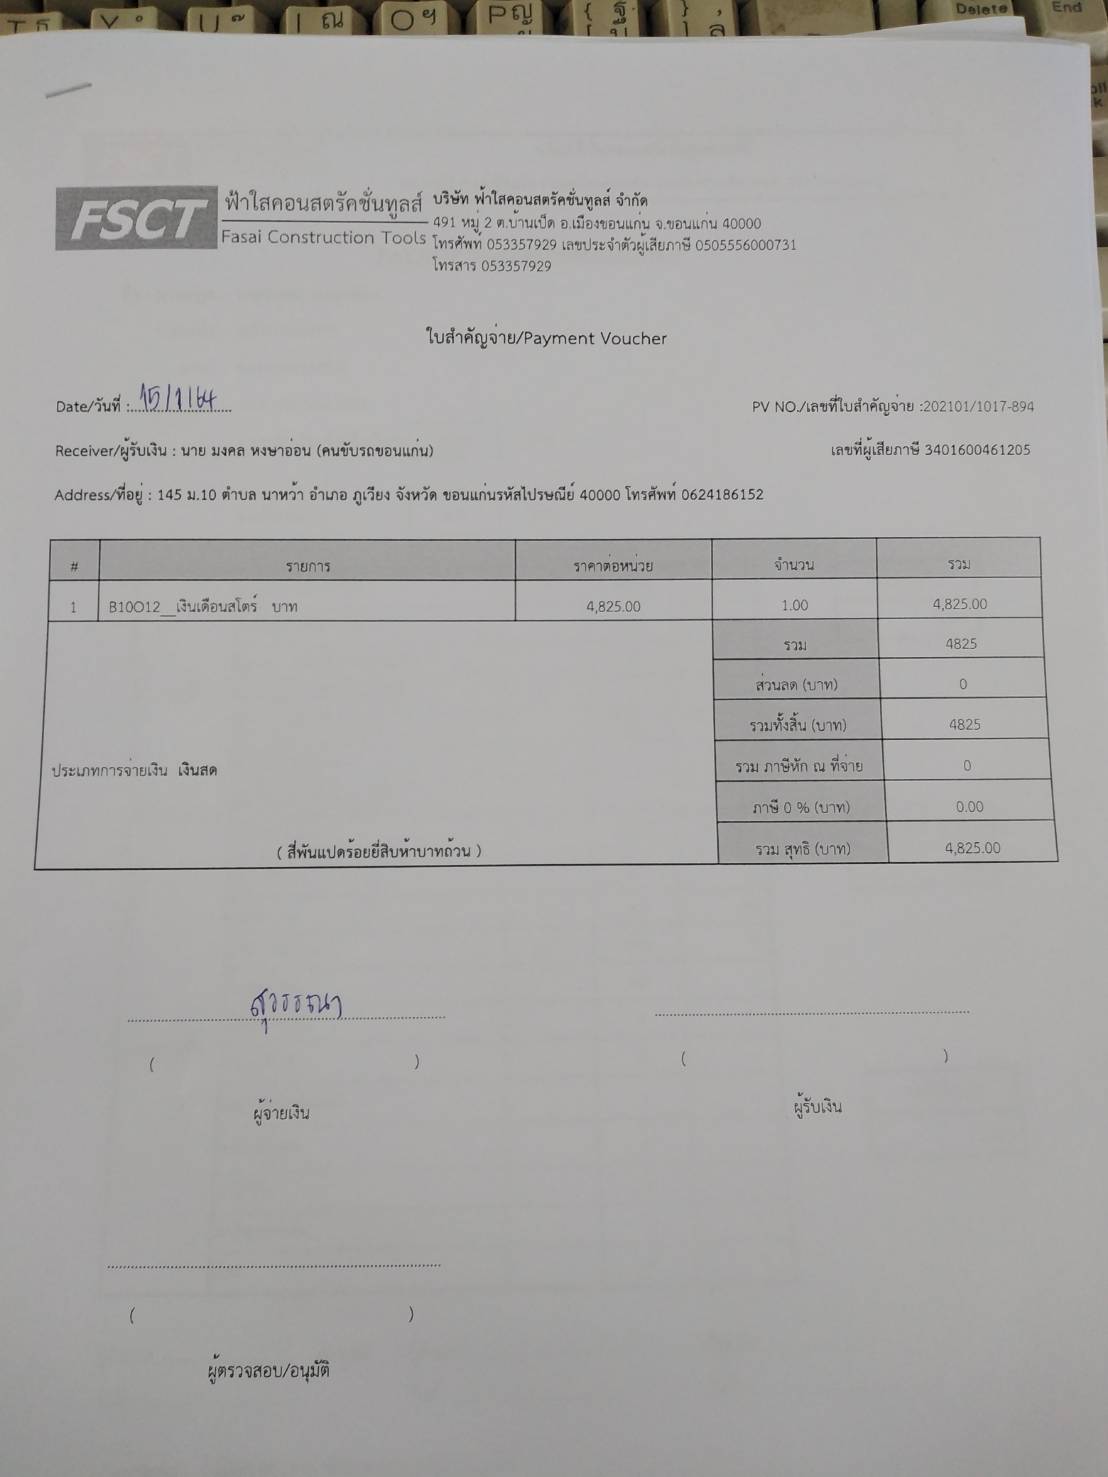 Delete
End
FSCT
ฟ้าใสคอนสตรัคชั่นทูลส์
Fasai Construction Tools
บริษัท ฟ้าใสคอนสตรัคชั่นทูลส์ จำกัด
491 หมู่ 2 ต.บ้านเป็ด อ.เมืองขอนแก่น จ.ขอนแก่น 40000
โทรศัพท์ 053357929 เลขประจำตัวผู้เสียภาษี 0505556000731
โทรสาร 053357929
ใบสำคัญจ่าย/Payment Voucher
Date/วันที่ : 15/1/64
PV NO./เลขที่ใบสำคัญจ่าย :202101/1017-894
Receiver/ผู้รับเงิน : นาย มงคล หงษาอ่อน (คนขับรถขอนแก่น)
เลขที่ผู้เสียภาษี 3401600461205
Address/ที่อยู่ : 145 ม.10 ตำบล นาหว้า อำเภอ ภูเวียง จังหวัด ขอนแก่นรหัสไปรษณีย์ 40000 โทรศัพท์ 0624186152
# รายการ ราคาต่อหน่วย จำนวน รวม
1 B10O12__เงินเดือนสโตร์ บาท 4,825.00 1.00 4,825.00
รวม 4825
ส่วนลด (บาท) 0
รวมทั้งสิ้น (บาท) 4825
ประเภทการจ่ายเงิน เงินสด
รวม ภาษีหัก ณ ที่จ่าย 0
ภาษี 0 % (บาท) 0.00
( สี่พันแปดร้อยยี่สิบห้าบาทถ้วน )
รวม สุทธิ (บาท) 4,825.00
สุวรรณา
( ) ( )
ผู้จ่ายเงิน ผู้รับเงิน
( )
ผู้ตรวจสอบ/อนุมัติ